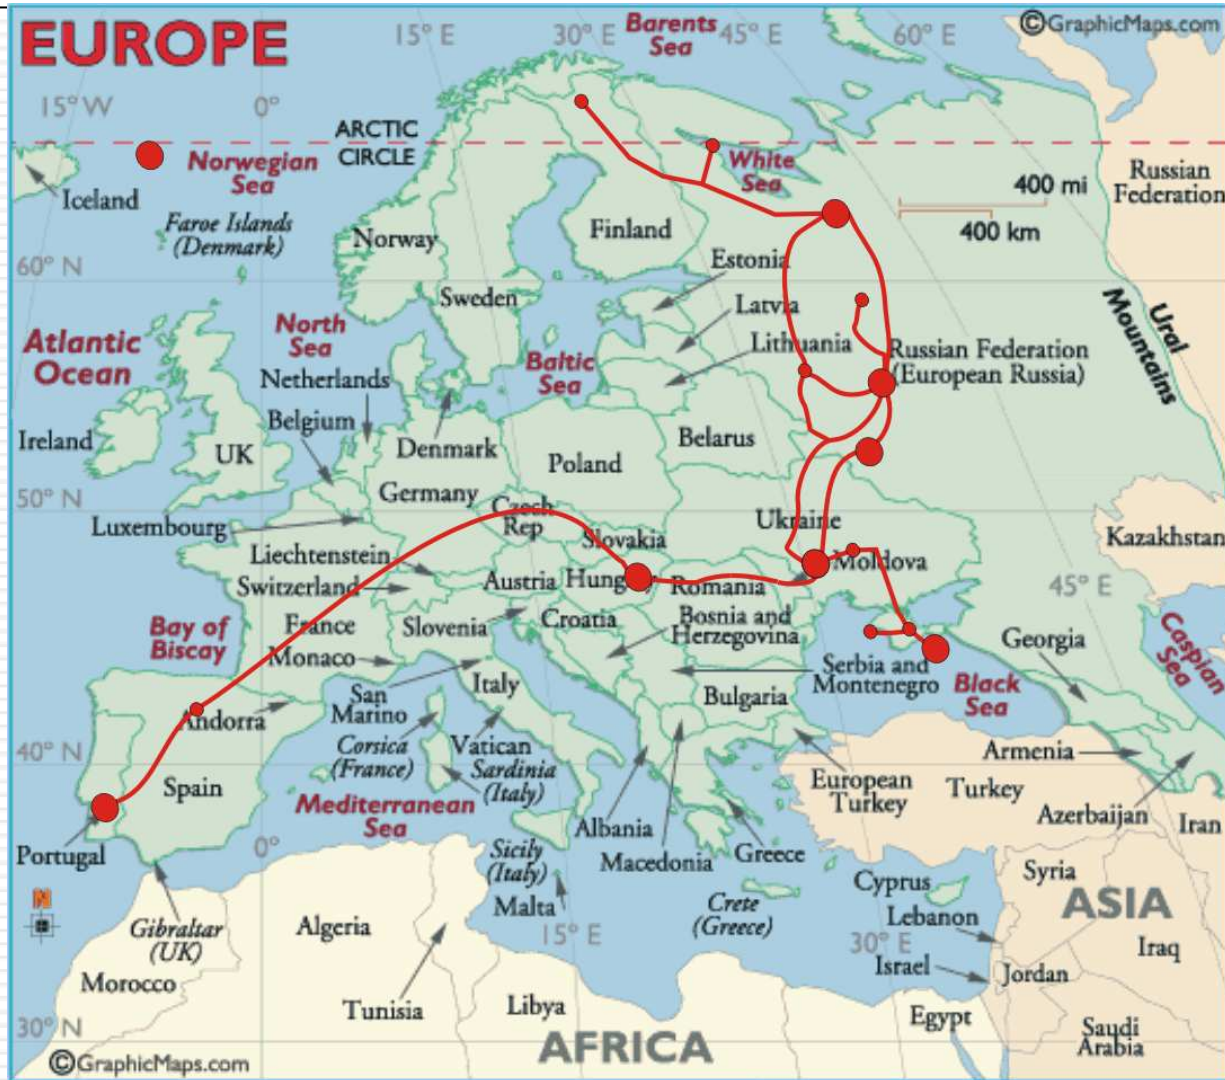 EUROPE
Barents
Sea
©GraphicMaps.com
15° E
30° E
45° E
60° E
15° W
0°
ARCTIC
CIRCLE
Norwegian
Sea
White
Sea
Russian
Federation
Iceland
400 mi
400 km
Faroe Islands
(Denmark)
Norway
Finland
60° N
Estonia
Sweden
Latvia
Ural
Mountains
North
Sea
Lithuania
Atlantic
Ocean
Baltic
Sea
Russian Federation
(European Russia)
Netherlands
Belgium
Ireland
UK
Denmark
Belarus
Poland
Germany
50° N
Czech
Rep
Luxembourg
Ukraine
Slovakia
Kazakhstan
Liechtenstein
Moldova
Switzerland
Austria
Romania
45° E
Bay of
Biscay
France
Slovenia
Croatia
Bosnia and
Herzegovina
Georgia
Caspian
Sea
Monaco
Serbia and
Montenegro
Black
Sea
San
Marino
Italy
Bulgaria
Andorra
Corsica
(France)
Vatican
40° N
Armenia
Spain
Sardinia
(Italy)
European
Turkey
Turkey
Mediterranean
Sea
Azerbaijan
Iran
Albania
Portugal
0°
Sicily
(Italy)
Macedonia
Greece
Syria
Cyprus
N
Malta
Crete
(Greece)
ASIA
Lebanon
Gibraltar
(UK)
Algeria
15° E
30° E
Iraq
Israel
Jordan
Morocco
Tunisia
Libya
Egypt
30° N
AFRICA
Saudi
Arabia
©GraphicMaps.com